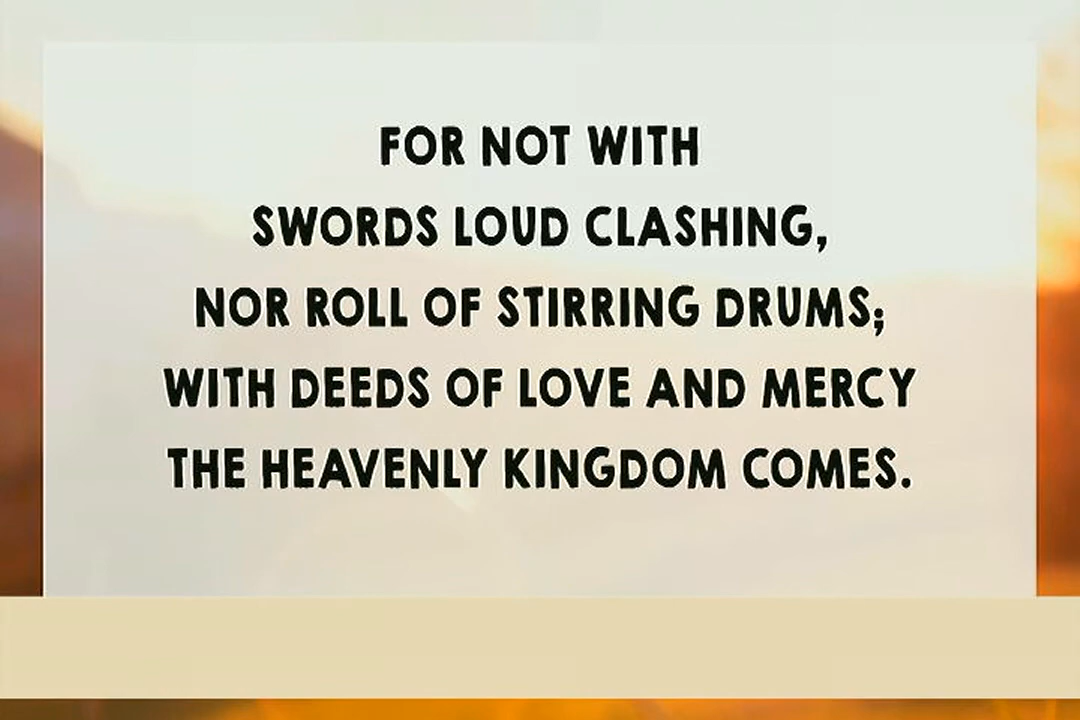 FOR NOT WITH
SWORDS LOUD CLASHING,
NOR ROLL OF STIRRING DRUMS;
WITH DEEDS OF LOVE AND MERCY
THE HEAVENLY KINGDOM COMES.